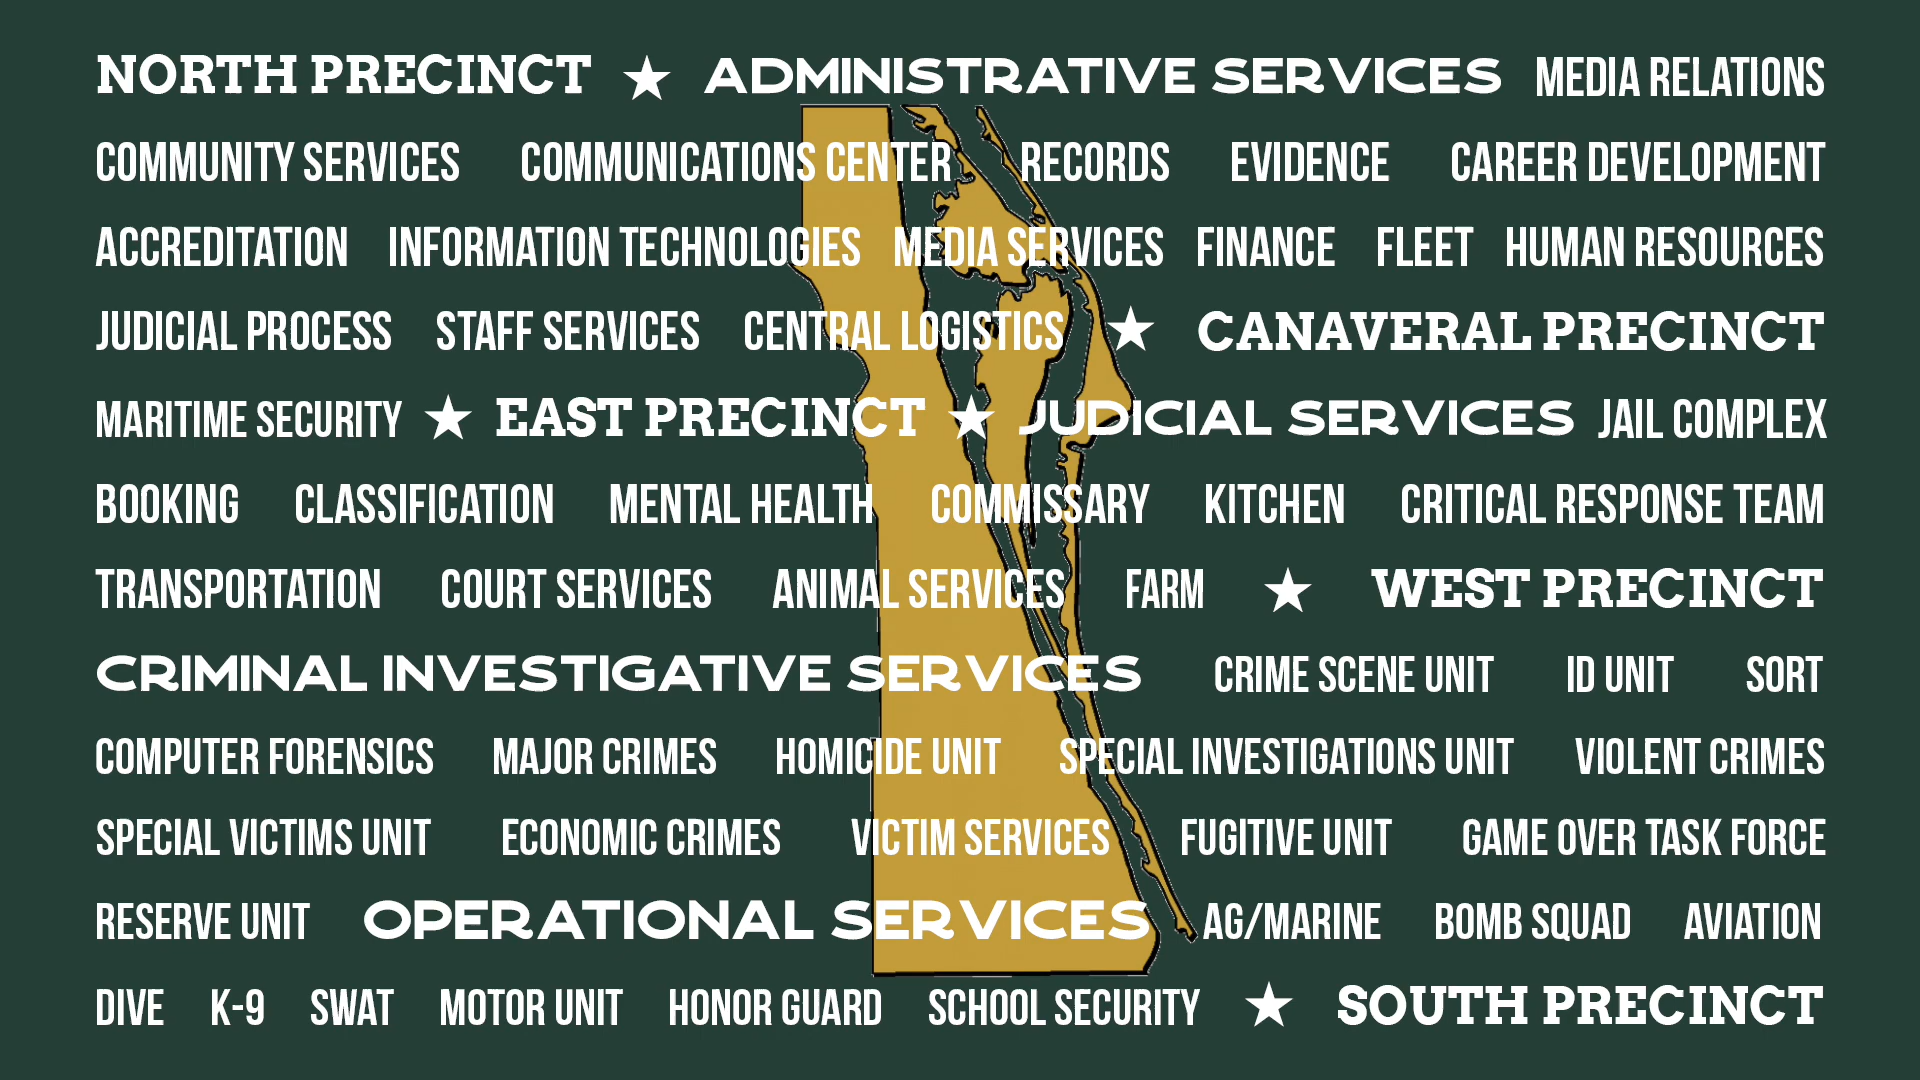 NORTH PRECINCT ★ ADMINISTRATIVE SERVICES MEDIA RELATIONS
COMMUNITY SERVICES COMMUNICATIONS CENTER RECORDS EVIDENCE CAREER DEVELOPMENT
ACCREDITATION INFORMATION TECHNOLOGIES MEDIA SERVICES FINANCE FLEET HUMAN RESOURCES
JUDICIAL PROCESS STAFF SERVICES CENTRAL LOGISTICS ★ CANAVERAL PRECINCT
MARITIME SECURITY ★ EAST PRECINCT ★ JUDICIAL SERVICES JAIL COMPLEX
BOOKING CLASSIFICATION MENTAL HEALTH COMMISSARY KITCHEN CRITICAL RESPONSE TEAM
TRANSPORTATION COURT SERVICES ANIMAL SERVICES FARM ★ WEST PRECINCT
CRIMINAL INVESTIGATIVE SERVICES CRIME SCENE UNIT ID UNIT SORT
COMPUTER FORENSICS MAJOR CRIMES HOMICIDE UNIT SPECIAL INVESTIGATIONS UNIT VIOLENT CRIMES
SPECIAL VICTIMS UNIT ECONOMIC CRIMES VICTIM SERVICES FUGITIVE UNIT GAME OVER TASK FORCE
RESERVE UNIT OPERATIONAL SERVICES AG/MARINE BOMB SQUAD AVIATION
DIVE K-9 SWAT MOTOR UNIT HONOR GUARD SCHOOL SECURITY ★ SOUTH PRECINCT